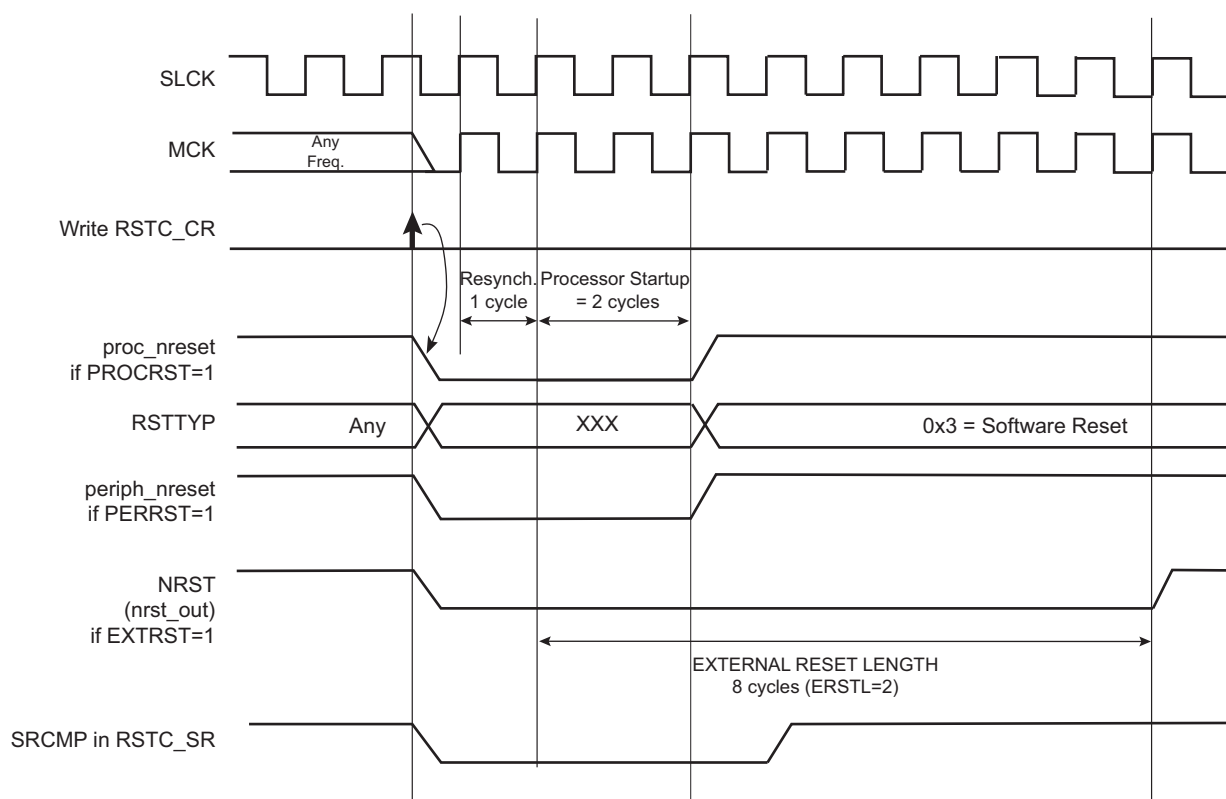 SLCK
MCK
Any
Freq.
Write RSTC_CR
Resynch.
1 cycle
Processor Startup
= 2 cycles
proc_nreset
if PROCRST=1
RSTTYP
Any
XXX
0x3 = Software Reset
periph_nreset
if PERRST=1
NRST
(nrst_out)
if EXTRST=1
EXTERNAL RESET LENGTH
8 cycles (ERSTL=2)
SRCMP in RSTC_SR